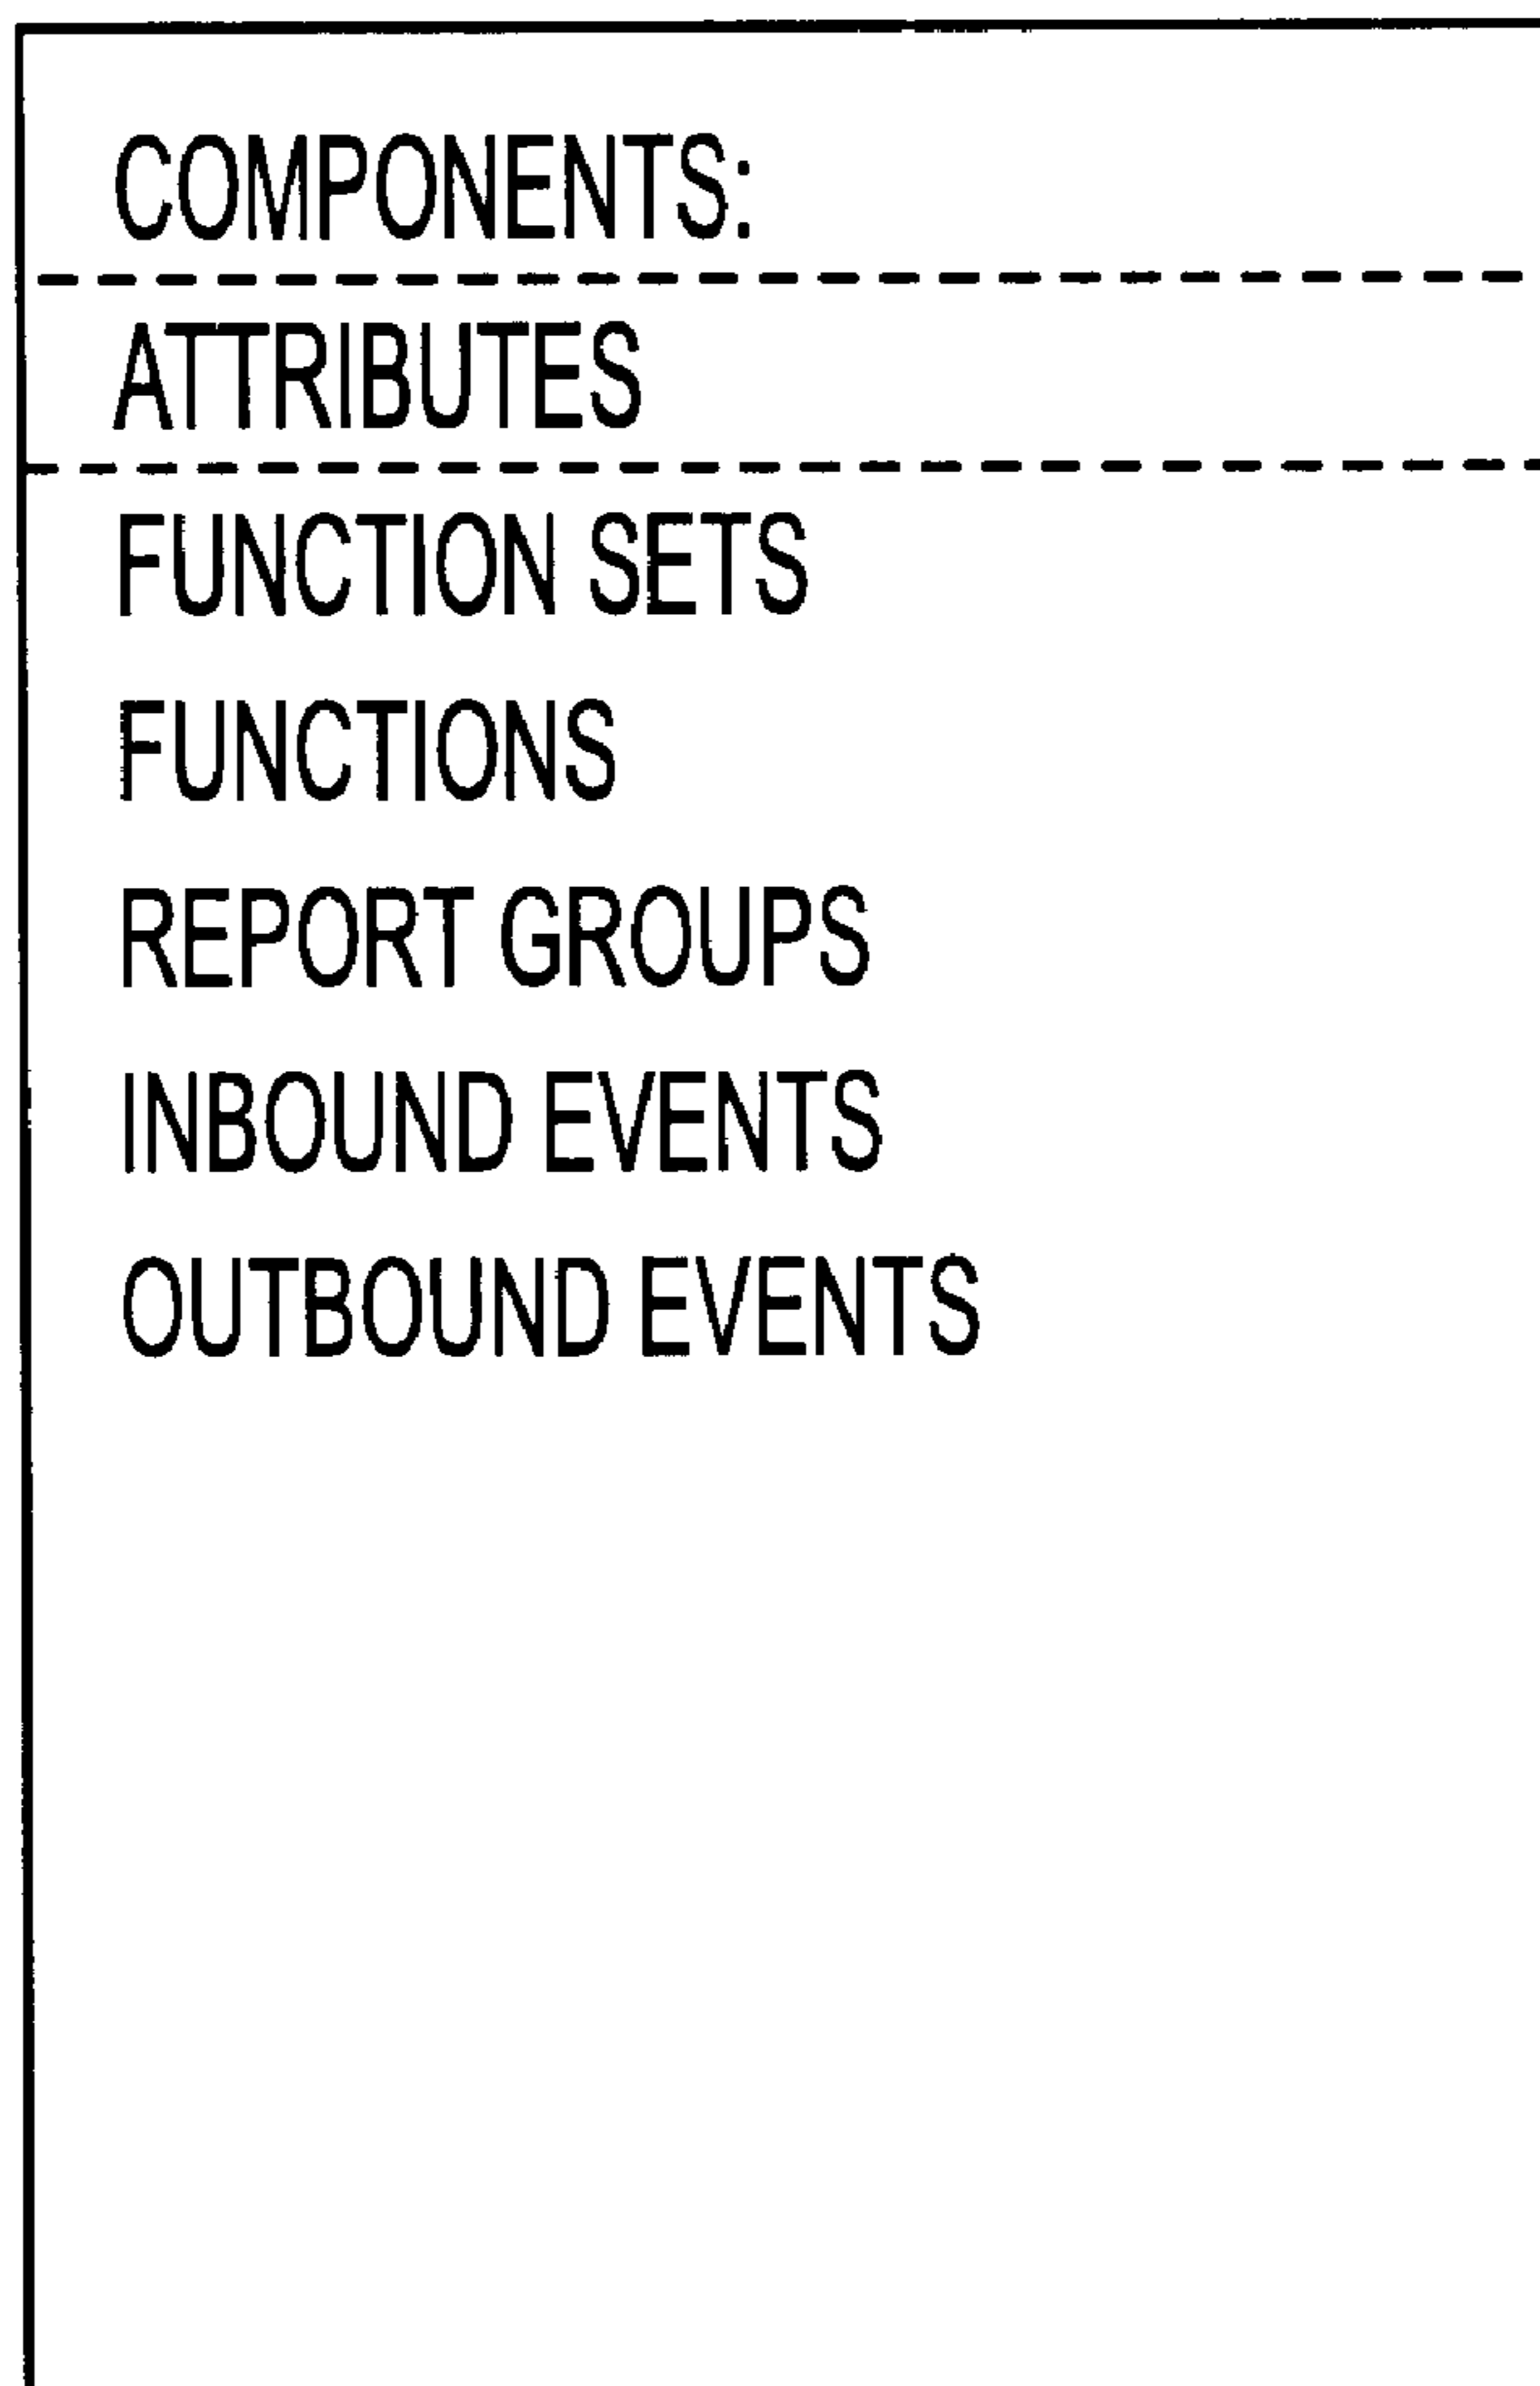 COMPONENTS:
ATTRIBUTES
FUNCTION SETS
FUNCTIONS
REPORT GROUPS
INBOUND EVENTS
OUTBOUND EVENTS